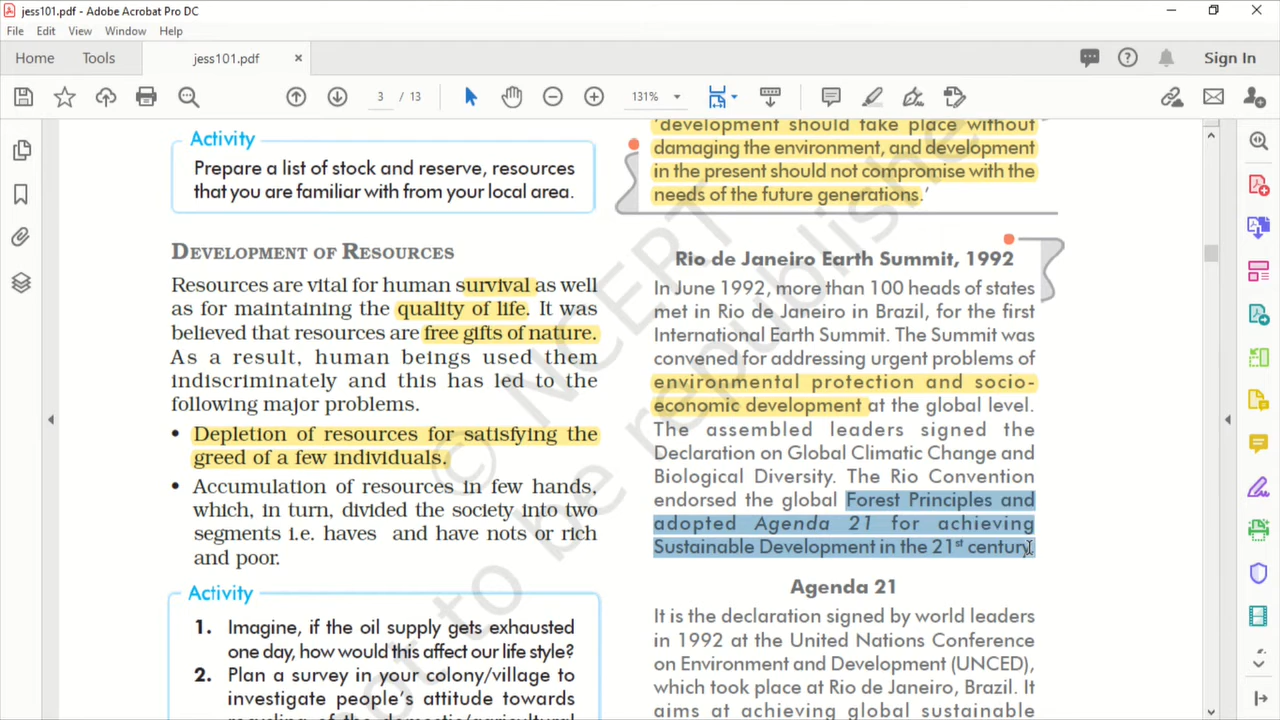 jess101.pdf - Adobe Acrobat Pro DC
File Edit View Window Help
Home Tools jess101.pdf × Sign In
3 / 13 131%
Activity
Prepare a list of stock and reserve, resources
that you are familiar with from your local area.
DEVELOPMENT OF RESOURCES
Resources are vital for human survival as well
as for maintaining the quality of life. It was
believed that resources are free gifts of nature.
As a result, human beings used them
indiscriminately and this has led to the
following major problems.
• Depletion of resources for satisfying the
greed of a few individuals.
• Accumulation of resources in few hands,
which, in turn, divided the society into two
segments i.e. haves and have nots or rich
and poor.
Activity
1. Imagine, if the oil supply gets exhausted
one day, how would this affect our life style?
2. Plan a survey in your colony/village to
investigate people's attitude towards
recycling of the domestic/agricultural
'development should take place without
damaging the environment, and development
in the present should not compromise with the
needs of the future generations.'
Rio de Janeiro Earth Summit, 1992
In June 1992, more than 100 heads of states
met in Rio de Janeiro in Brazil, for the first
International Earth Summit. The Summit was
convened for addressing urgent problems of
environmental protection and socio-
economic development at the global level.
The assembled leaders signed the
Declaration on Global Climatic Change and
Biological Diversity. The Rio Convention
endorsed the global Forest Principles and
adopted Agenda 21 for achieving
Sustainable Development in the 21st century.
Agenda 21
It is the declaration signed by world leaders
in 1992 at the United Nations Conference
on Environment and Development (UNCED),
which took place at Rio de Janeiro, Brazil. It
aims at achieving global sustainable
© NCERT
not to be republished